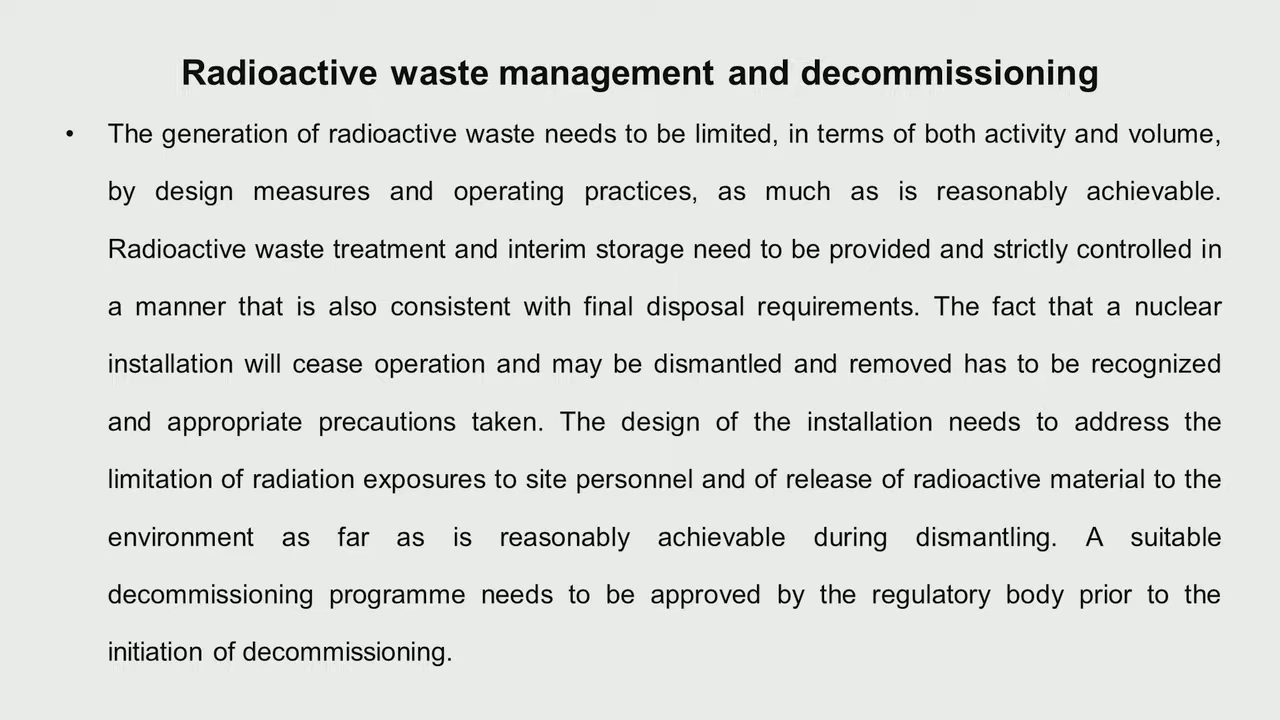 Radioactive waste management and decommissioning
• The generation of radioactive waste needs to be limited, in terms of both activity and volume,
by design measures and operating practices, as much as is reasonably achievable.
Radioactive waste treatment and interim storage need to be provided and strictly controlled in
a manner that is also consistent with final disposal requirements. The fact that a nuclear
installation will cease operation and may be dismantled and removed has to be recognized
and appropriate precautions taken. The design of the installation needs to address the
limitation of radiation exposures to site personnel and of release of radioactive material to the
environment as far as is reasonably achievable during dismantling. A suitable
decommissioning programme needs to be approved by the regulatory body prior to the
initiation of decommissioning.